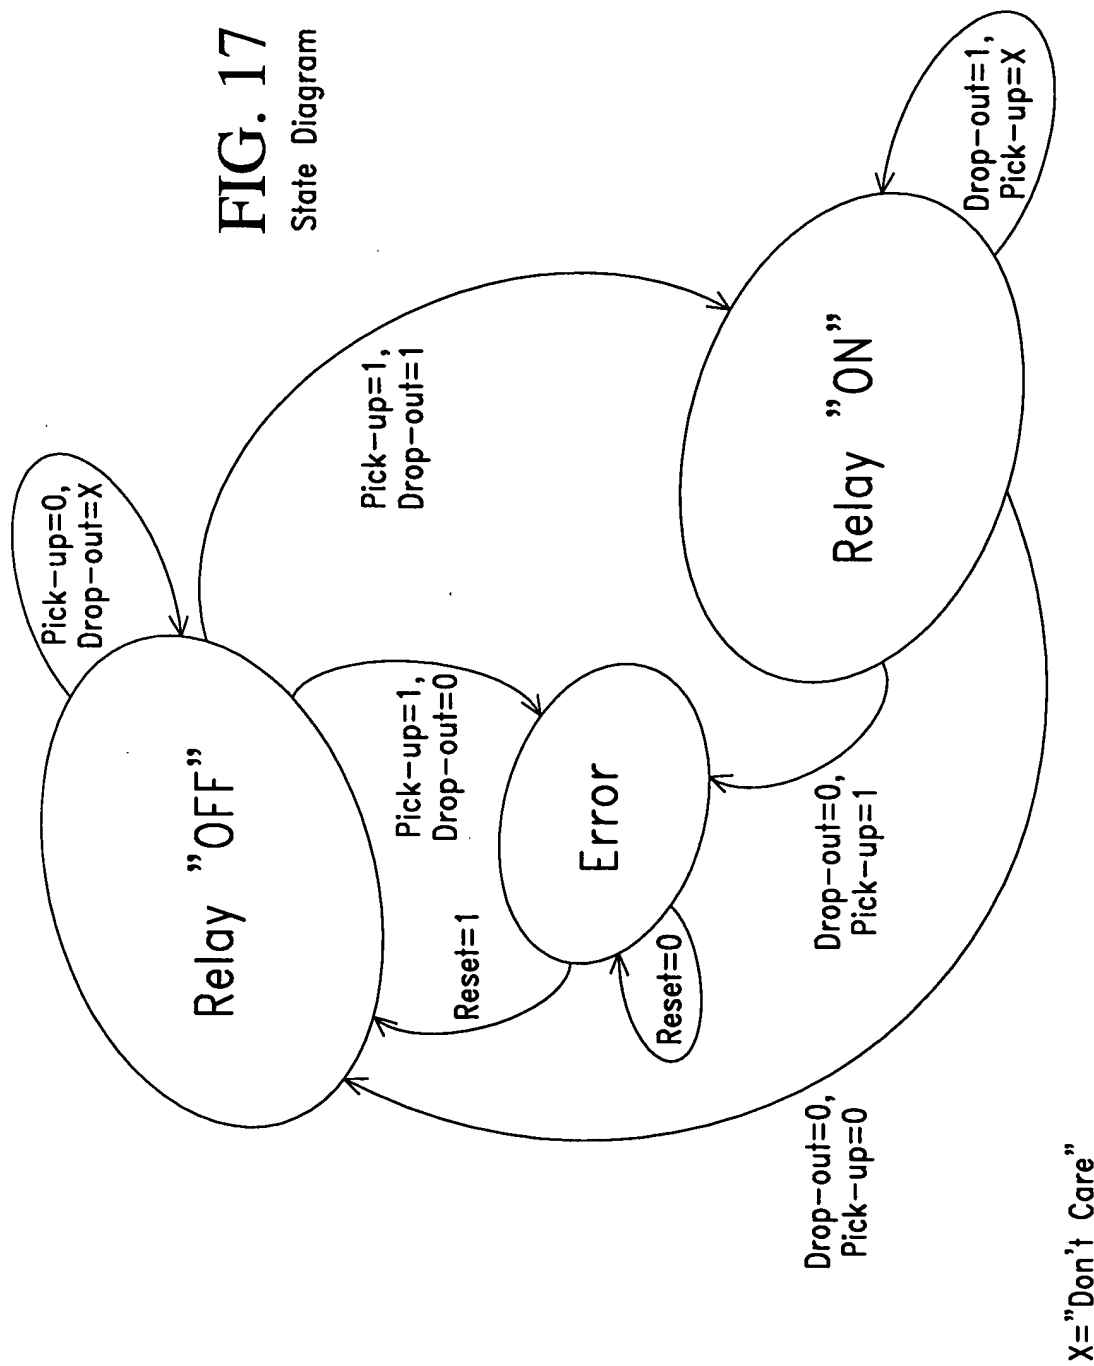 FIG. 17
State Diagram
Pick-up=0,
Drop-out=X
Relay "OFF"
Pick-up=1,
Drop-out=1
Pick-up=1,
Drop-out=0
Reset=1
Error
Reset=0
Relay "ON"
Drop-out=1,
Pick-up=X
Drop-out=0,
Pick-up=1
Drop-out=0,
Pick-up=0
X="Don't Care"